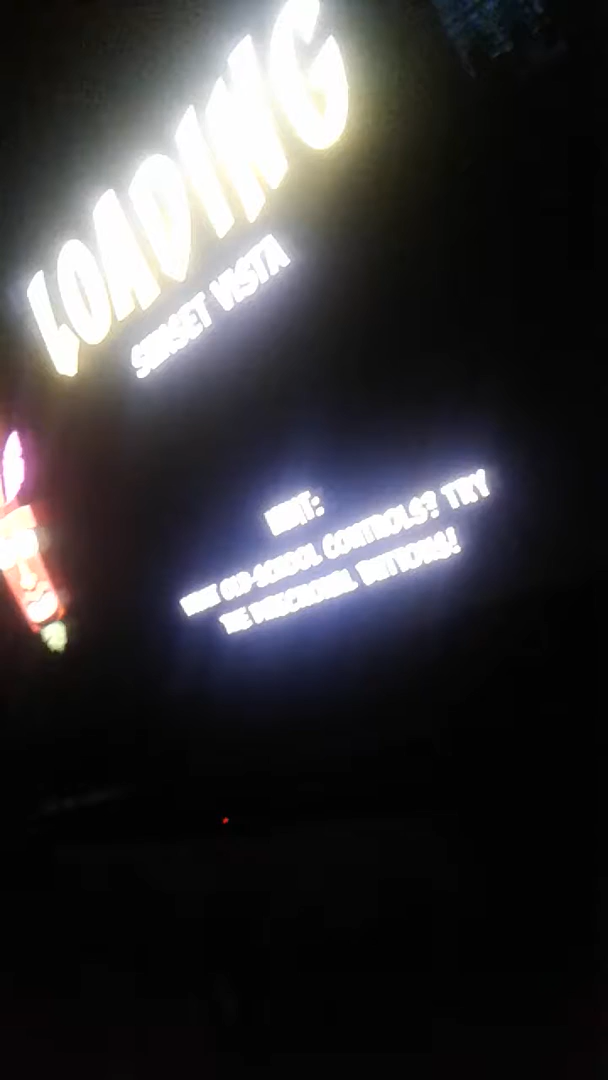 LOADING
SUNSET VISTA
HINT:
WANT OLD-SCHOOL CONTROLS? TRY
THE DIRECTIONAL BUTTONS!